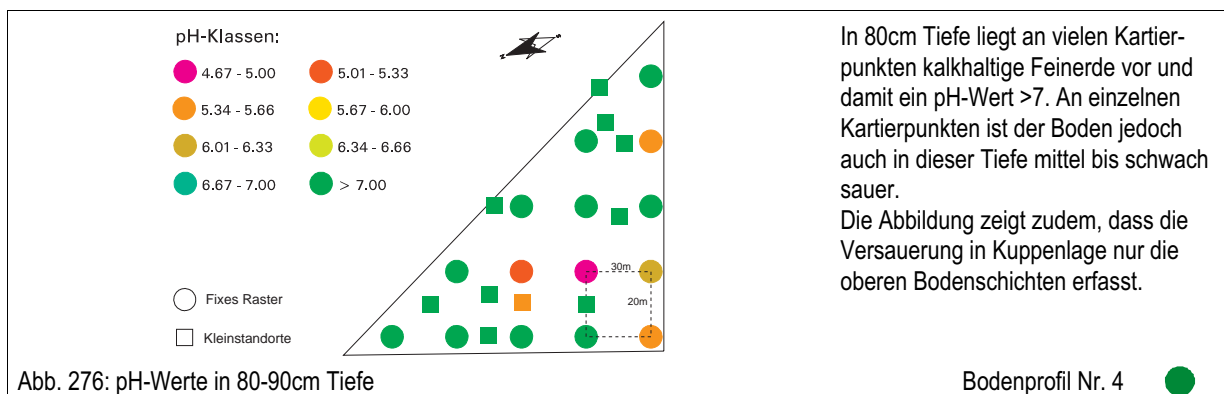 pH-Klassen:
4.67 - 5.00
5.01 - 5.33
5.34 - 5.66
5.67 - 6.00
6.01 - 6.33
6.34 - 6.66
6.67 - 7.00
> 7.00
Fixes Raster
Kleinstandorte
30m
20m
In 80cm Tiefe liegt an vielen Kartier-
punkten kalkhaltige Feinerde vor und
damit ein pH-Wert >7. An einzelnen
Kartierpunkten ist der Boden jedoch
auch in dieser Tiefe mittel bis schwach
sauer.
Die Abbildung zeigt zudem, dass die
Versauerung in Kuppenlage nur die
oberen Bodenschichten erfasst.
Abb. 276: pH-Werte in 80-90cm Tiefe
Bodenprofil Nr. 4